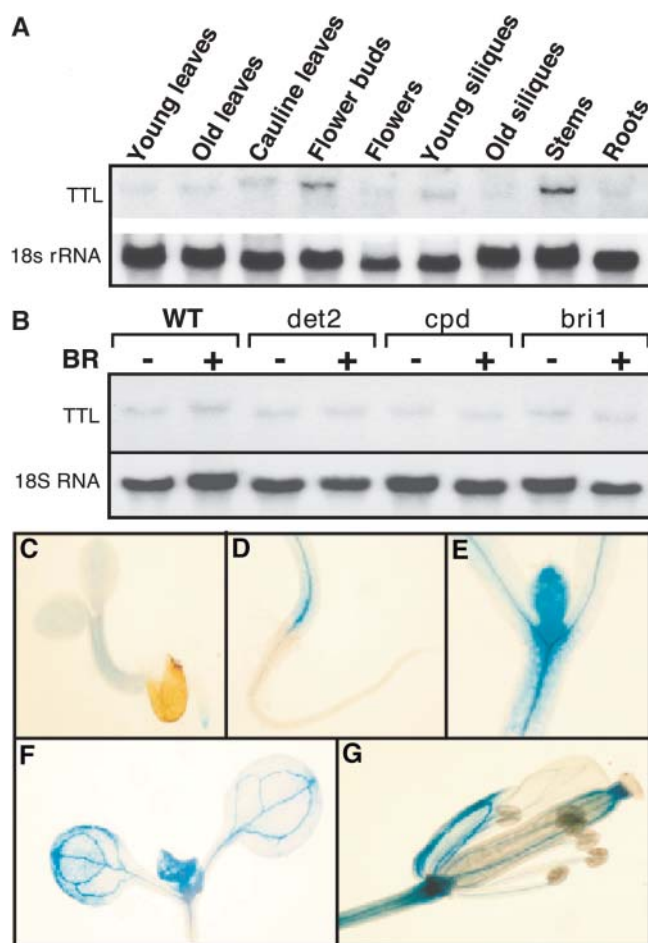 A
Young leaves
Old leaves
Cauline leaves
Flower buds
Flowers
Young siliques
Old siliques
Stems
Roots
TTL
18s rRNA
B
WT det2 cpd bri1
BR - + - + - + - +
TTL
18S RNA
C D E
F G